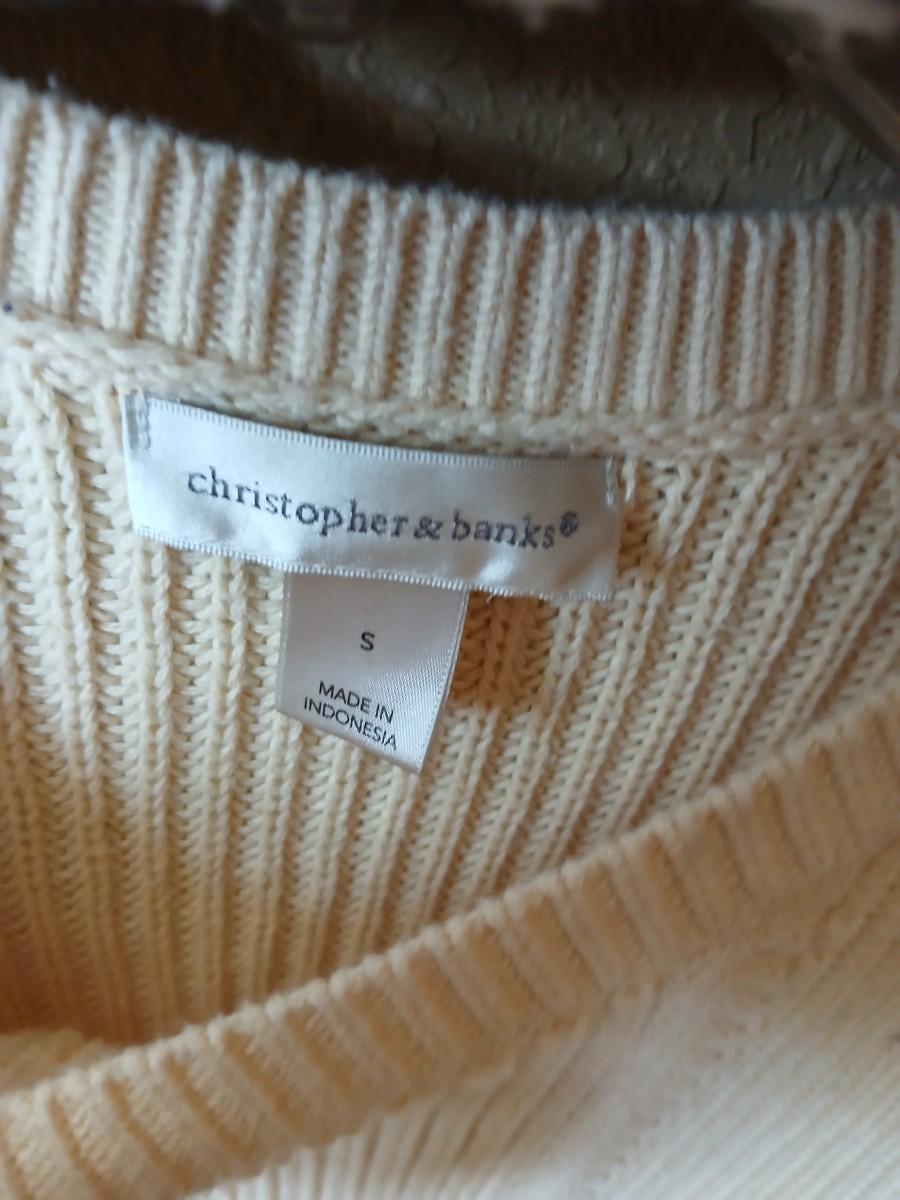 christopher & banks®
S
MADE IN
INDONESIA